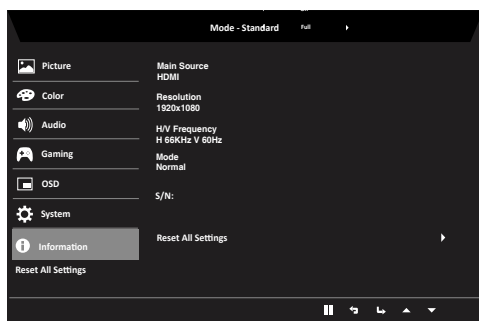 Mode - Standard Full
Picture
Color
Audio
Gaming
OSD
System
Information
Reset All Settings
Main Source
HDMI
Resolution
1920x1080
H/V Frequency
H 66KHz V 60Hz
Mode
Normal
S/N:
Reset All Settings